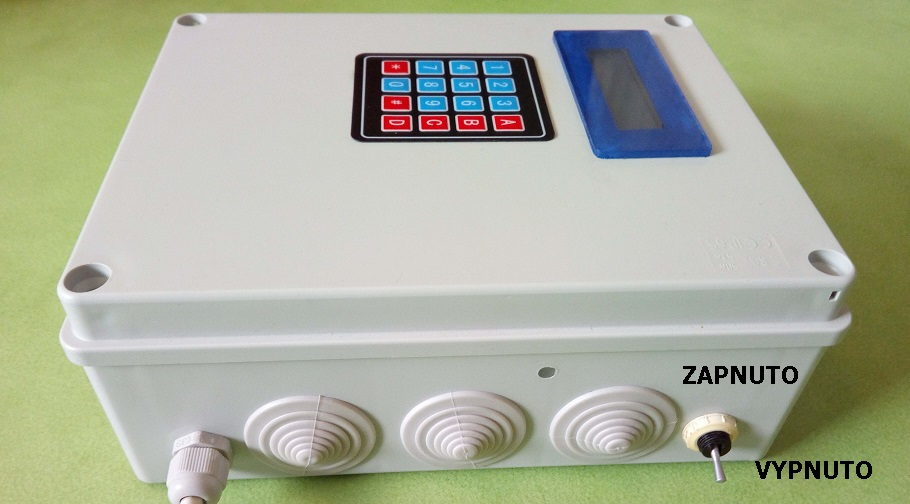 1 2 3 A
4 5 6 B
7 8 9 C
* 0 # D
ZAPNUTO
VYPNUTO